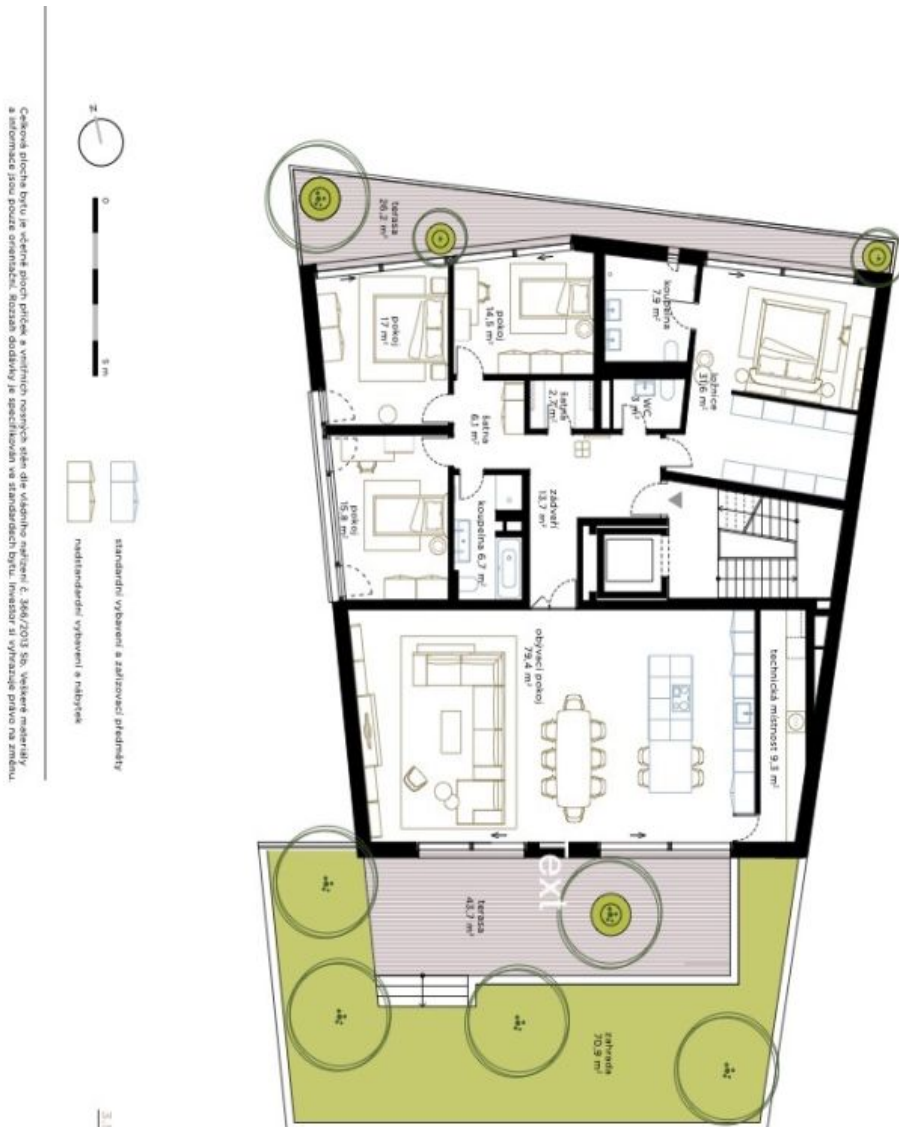 terasa
26,2 m²
pokoj
17 m²
pokoj
14,5 m²
koupelna
7,9 m²
ložnice
31,6 m²
šatna
2,7 m²
WC
3 m²
šatna
6,1 m²
zádveří
13,7 m²
pokoj
15,8 m²
koupelna 6,7 m²
obývací pokoj
79,4 m²
technická místnost 9,3 m²
terasa
43,7 m²
ext
zahrada
70,9 m²
N
0
5 m
standardní vybavení a zařizovací předměty
nadstandardní vybavení a nábytek
Celková plocha bytu je včetně ploch příček a vnitřních nosných stěn dle vládního nařízení č. 366/2013 Sb. Veškeré materiály
a informace jsou pouze orientační. Rozsah dodávky je specifikován ve standardech bytu. Investor si vyhrazuje právo na změnu.